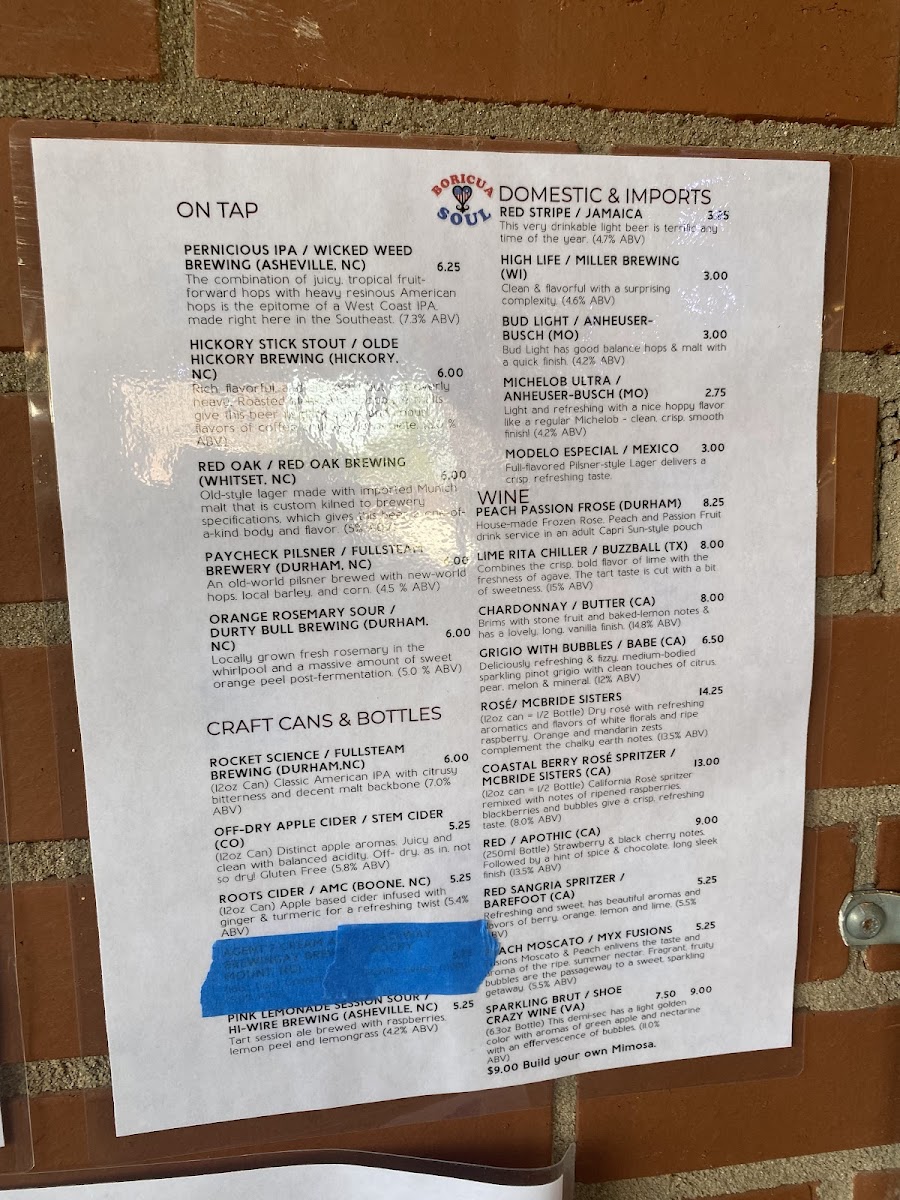 BORICUA
SOUL
ON TAP
PERNICIOUS IPA / WICKED WEED
BREWING (ASHEVILLE, NC) 6.25
The combination of juicy, tropical fruit-
forward hops with heavy resinous American
hops is the epitome of a West Coast IPA,
made right here in the Southeast. (7.3% ABV)
HICKORY STICK STOUT / OLDE
HICKORY BREWING (HICKORY,
NC) 6.00
Rich, flavorful, and overly
heavy. Roasted
give this beer
flavors of coffee,
ABV)
RED OAK / RED OAK BREWING
(WHITSET, NC) 6.00
Old-style lager made with imported Munich
malt that is custom kilned to brewery
specifications, which gives this beer one-of-
a-kind body and flavor. (5%
PAYCHECK PILSNER / FULLSTEAM
BREWERY (DURHAM, NC)
An old-world pilsner brewed with new-world
hops, local barley, and corn. (4.5 % ABV)
ORANGE ROSEMARY SOUR /
DURTY BULL BREWING (DURHAM,
NC) 6.00
Locally grown fresh rosemary in the
whirlpool and a massive amount of sweet
orange peel post-fermentation. (5.0 % ABV)
CRAFT CANS & BOTTLES
ROCKET SCIENCE / FULLSTEAM
BREWING (DURHAM,NC) 6.00
(12oz Can) Classic American IPA with citrusy
bitterness and decent malt backbone (7.0%
ABV)
OFF-DRY APPLE CIDER / STEM CIDER
(CO) 5.25
(12oz Can) Distinct apple aromas. Juicy and
clean with balanced acidity. Off- dry, as in, not
so dry! Gluten Free (5.8% ABV)
ROOTS CIDER / AMC (BOONE, NC) 5.25
(12oz Can) Apple based cider infused with
ginger & turmeric for a refreshing twist (5.4%
ABV)
MOUNT, NC)
PINK LEMONADE SESSION SOUR /
HI-WIRE BREWING (ASHEVILLE, NC) 5.25
Tart session ale brewed with raspberries,
lemon peel and lemongrass (4.2% ABV)
DOMESTIC & IMPORTS
RED STRIPE / JAMAICA
This very drinkable light beer is terrific any
time of the year. (4.7% ABV)
HIGH LIFE / MILLER BREWING
(WI) 3.00
Clean & flavorful with a surprising
complexity. (4.6% ABV)
BUD LIGHT / ANHEUSER-
BUSCH (MO) 3.00
Bud Light has good balance hops & malt with
a quick finish. (4.2% ABV)
MICHELOB ULTRA /
ANHEUSER-BUSCH (MO) 2.75
Light and refreshing with a nice hoppy flavor
like a regular Michelob - clean, crisp, smooth
finish! (4.2% ABV)
MODELO ESPECIAL / MEXICO 3.00
Full-flavored Pilsner-style Lager delivers a
crisp refreshing taste.
WINE
PEACH PASSION FROSE (DURHAM) 8.25
House-made Frozen Rose, Peach and Passion Fruit
drink service in an adult Capri Sun-style pouch
LIME RITA CHILLER / BUZZBALL (TX) 8.00
Combines the crisp, bold flavor of lime with the
freshness of agave. The tart taste is cut with a bit
of sweetness. (15% ABV)
CHARDONNAY / BUTTER (CA) 8.00
Brims with stone fruit and baked-lemon notes &
has a lovely, long, vanilla finish. (14.8% ABV)
GRIGIO WITH BUBBLES / BABE (CA) 6.50
Deliciously refreshing & fizzy, medium-bodied
sparkling pinot grigio with clean touches of citrus,
pear, melon & mineral. (12% ABV)
ROSÉ/ MCBRIDE SISTERS 14.25
(12oz can = 1/2 Bottle) Dry rosé with refreshing
aromatics and flavors of white florals and ripe
raspberry. Orange and mandarin zests
complement the chalky earth notes. (13.5% ABV)
COASTAL BERRY ROSÉ SPRITZER /
MCBRIDE SISTERS (CA) 13.00
(12oz can = 1/2 Bottle) California Rosé spritzer
remixed with notes of ripened raspberries,
blackberries and bubbles give a crisp, refreshing
taste. (8.0% ABV)
RED / APOTHIC (CA) 9.00
(250ml Bottle) Strawberry & black cherry notes.
Followed by a hint of spice & chocolate, long sleek
finish (13.5% ABV)
RED SANGRIA SPRITZER /
BAREFOOT (CA) 5.25
Refreshing and sweet, has beautiful aromas and
flavors of berry, orange, lemon and lime. (5.5%
ABV)
PEACH MOSCATO / MYX FUSIONS 5.25
Fusions Moscato & Peach enlivens the taste and
aroma of the ripe, summer nectar. Fragrant, fruity
bubbles are the passageway to a sweet, sparkling
getaway. (5.5% ABV)
SPARKLING BRUT / SHOE
CRAZY WINE (VA) 7.50 9.00
(6.3oz Bottle) This demi-sec has a light golden
color with aromas of green apple and nectarine
with an effervescence of bubbles. (11.0%
ABV)
$9.00 Build your own Mimosa.